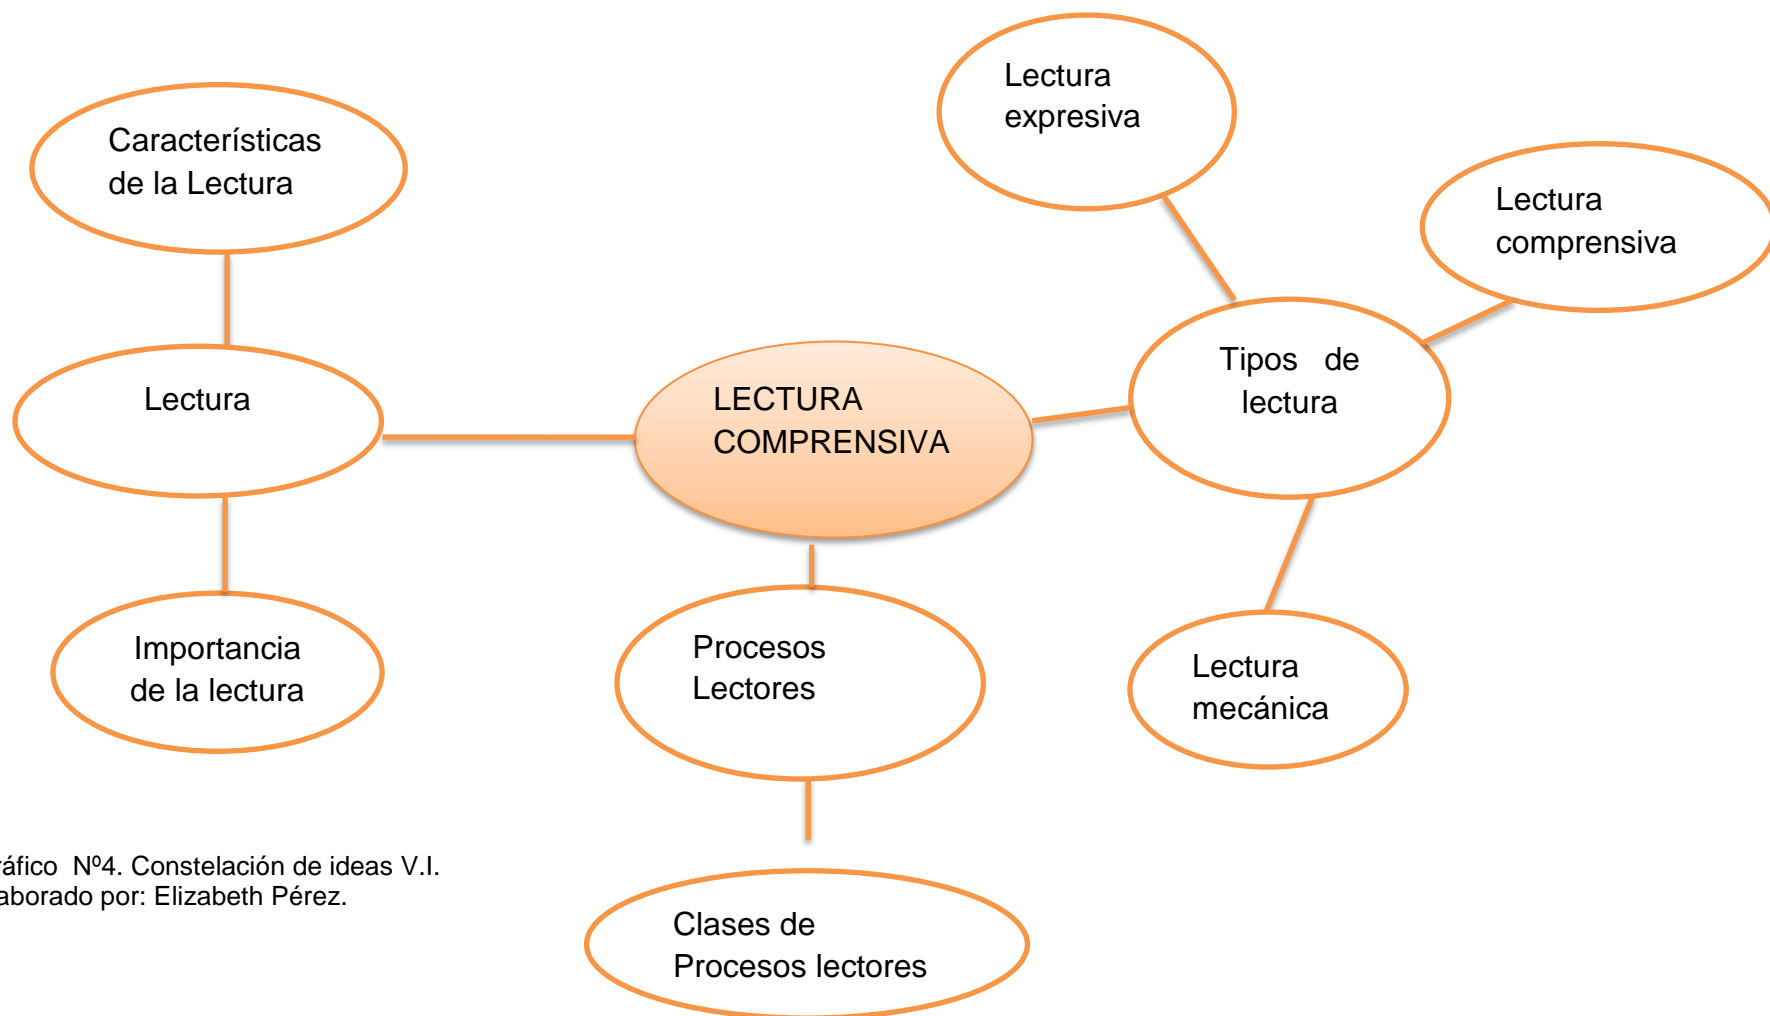 Lectura
expresiva
Características
de la Lectura
Lectura
comprensiva
Tipos de
lectura
Lectura
LECTURA
COMPRENSIVA
Importancia
de la lectura
Procesos
Lectores
Lectura
mecánica
ráfico Nº4. Constelación de ideas V.I.
aborado por: Elizabeth Pérez.
Clases de
Procesos lectores